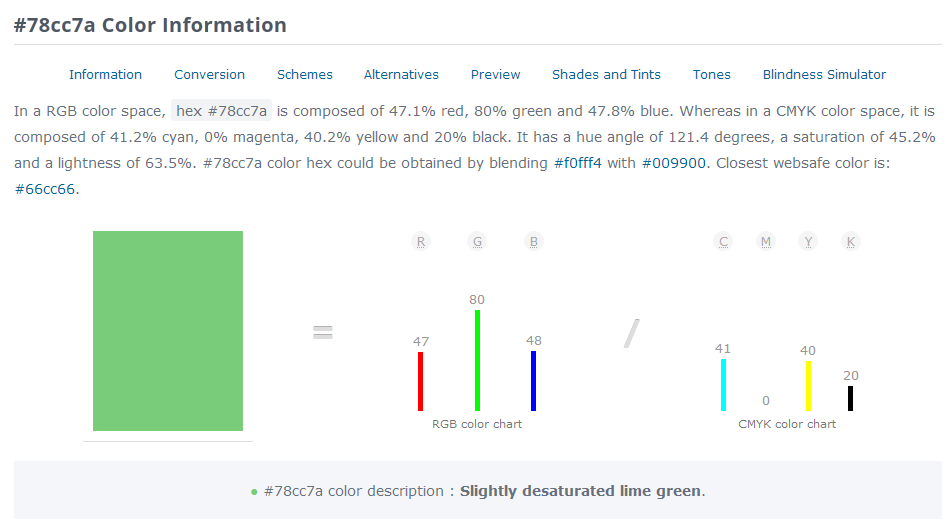 #78cc7a Color Information
Information Conversion Schemes Alternatives Preview Shades and Tints Tones Blindness Simulator
In a RGB color space, hex #78cc7a is composed of 47.1% red, 80% green and 47.8% blue. Whereas in a CMYK color space, it is
composed of 41.2% cyan, 0% magenta, 40.2% yellow and 20% black. It has a hue angle of 121.4 degrees, a saturation of 45.2%
and a lightness of 63.5%. #78cc7a color hex could be obtained by blending #f0fff4 with #009900. Closest websafe color is:
#66cc66.
R G B C M Y K
80
= /
47 48 41 40
20
0
RGB color chart CMYK color chart
● #78cc7a color description : Slightly desaturated lime green.